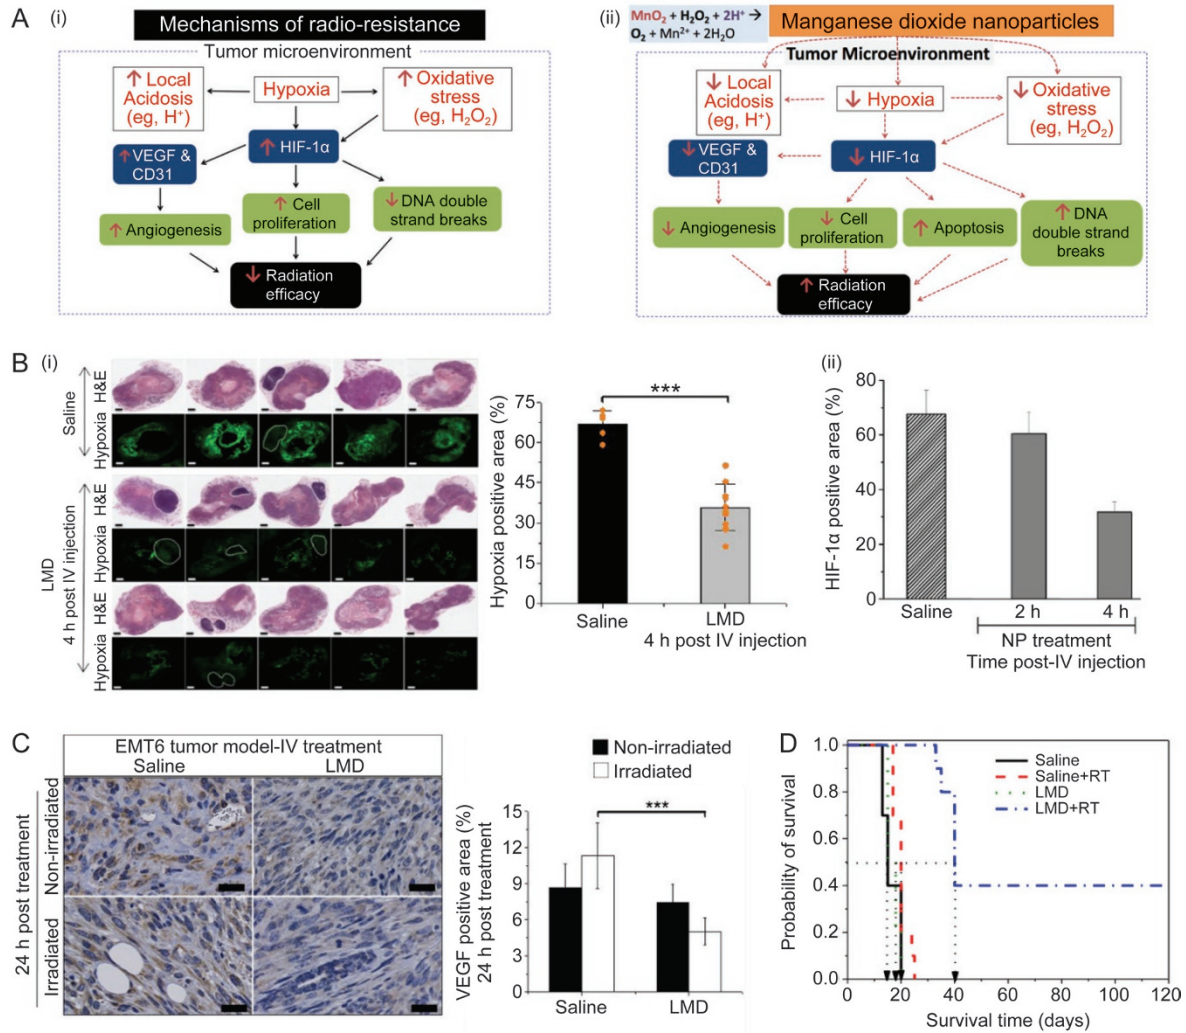 A (i)
Mechanisms of radio-resistance
Tumor microenvironment
↑ Local
Acidosis
(eg, H⁺)
Hypoxia
↑ Oxidative
stress
(eg, H₂O₂)
↑ VEGF &
CD31
↑ HIF-1α
↑ Angiogenesis
↑ Cell
proliferation
↓ DNA double
strand breaks
↓ Radiation
efficacy
(ii)
MnO₂ + H₂O₂ + 2H⁺ →
O₂ + Mn²⁺ + 2H₂O
Manganese dioxide nanoparticles
Tumor Microenvironment
↓ Local
Acidosis
(eg, H⁺)
↓ Hypoxia
↓ Oxidative
stress
(eg, H₂O₂)
↓ VEGF &
CD31
↓ HIF-1α
↓ Angiogenesis
↓ Cell
proliferation
↑ Apoptosis
↑ DNA
double strand
breaks
↑ Radiation
efficacy
B (i)
Saline
H&E
Hypoxia
LMD
4 h post IV injection
H&E
Hypoxia
H&E
Hypoxia
Hypoxia positive area (%)
75
60
45
30
15
0
***
Saline
LMD
4 h post IV injection
(ii)
HIF-1α positive area (%)
80
60
40
20
0
Saline
2 h
4 h
NP treatment
Time post-IV injection
C
EMT6 tumor model-IV treatment
Saline
LMD
24 h post treatment
Non-irradiated
Irradiated
Non-irradiated
Irradiated
VEGF positive area (%)
24 h post treatment
15
12
9
6
3
0
***
Saline
LMD
D
Probability of survival
1.0
0.8
0.6
0.4
0.2
0.0
Saline
Saline+RT
LMD
LMD+RT
0
20
40
60
80
100
120
Survival time (days)